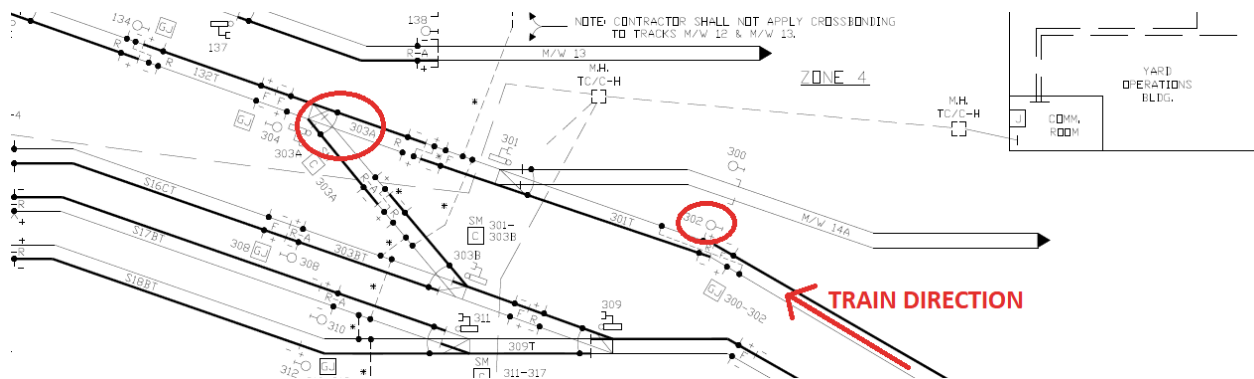 134
GJ
137
138
NOTE: CONTRACTOR SHALL NOT APPLY CROSSBONDING
TO TRACKS M/W 12 & M/W 13.
R
R
132T
R-A
M/W 13
M.H.
TC/C-H
ZONE 4
YARD
OPERATIONS
BLDG.
F
F
GJ
304
303A
M.H.
TC/C-H
J
COMM,
ROOM
-4
303A
C
303A
R
F
301
300
S16CT
R-A
R
M/W 14A
302
301T
SM
C
301-
303B
303B
R
S17BT
F
R-A
308
GJ
308
303BT
GJ
300-302
TRAIN DIRECTION
R
S18BT
R-A
310
311
F
R
309
309T
312
GJ
SM
C
311-317
F